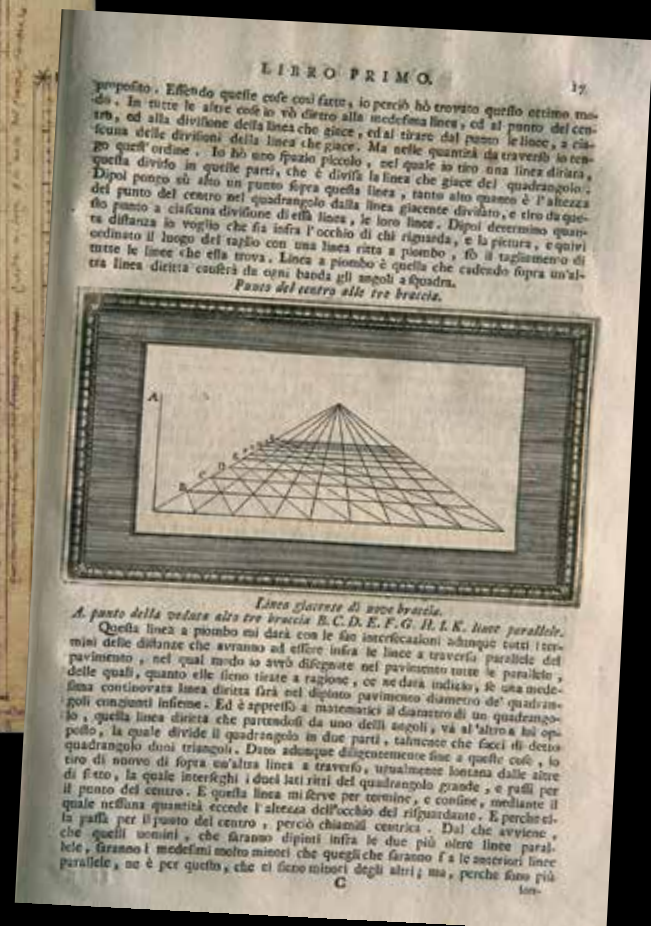 LIBRO PRIMO. 17
proposito. Essendo queste cose così fatte, io perciò hò trovato questo ottimo mo-
do. In tutte le altre cose io vò dietro alla medesima linea, ed al punto del cen-
tro, ed alla divisione della linea che giace, ed al tirare dal punto le linee, a cia-
scuna delle divisioni della linea che giace. Ma nelle quantità da traverso io ten-
go quest'ordine. Io hò uno spazio piccolo, nel quale io tiro una linea diritta,
questa divido in quelle parti, che è divisa la linea che giace del quadrangolo.
Dipoi pongo sù alto un punto sopra questa linea, tanto alto quanto è l'altezza
del punto del centro nel quadrangolo dalla linea giacente divisato, e tiro da que-
sto punto a ciascuna divisione di essa linea, le loro linee. Dipoi determino quan-
ta distanza io voglio che sia infra l'occhio di chi riguarda, e la pictura, e quivi
ordinato il luogo del taglio con una linea ritta a piombo, fò il tagliamento di
tutte le linee che essa trova. Linea a piombo è quella che cadendo sopra un'al-
tra linea diritta causerà da ogni banda gli angoli a squadra.
Punto del centro alto tre braccia.
A
B
C
D
Linea giacente di nove braccia.
A. punto della veduta alto tre braccia B. C. D. E. F. G. H. I. K. linee parallele.
Questa linea a piombo mi darà con le sue intersecazioni adunque tutti i ter-
mini delle distanze che avranno ad essere infra le linee a traverso parallele del
pavimento, nel qual modo io avrò disegnate nel pavimento tutte le parallele,
delle quali, quanto elle sieno tirate a ragione, ce ne darà indizio, se una mede-
sima continovata linea diritta sarà nel dipinto pavimento diametro de' quadran-
goli congiunti insieme. Ed è appresso a matematici il diametro di un quadrango-
lo, quella linea diritta che partendosi da uno delli angoli, và al'altro a lui op-
posto, la quale divide il quadrangolo in due parti, talmente che facci di detto
quadrangolo duoi triangoli. Dato adunque diligentemente fine a queste cose, io
tiro di nuovo di sopra un'altra linea a traverso, ugualmente lontana dalle altre
di sotto, la quale interseghi i duei lati ritti del quadrangolo grande, e passi per
il punto del centro. E questa linea mi serve per termine, e confine, mediante il
quale nessuna quantità eccede l'altezza dell'occhio del risguardante. E perche el-
la passa per il punto del centro, perciò chiamisi centrica. Dal che avviene,
che quelli uomini, che saranno dipinti infra le due più oltre linee paral-
lele, saranno i medesimi molto minori che quegli che saranno fra le anteriori linee
parallele, ne è per questo, che ei sieno minori degli altri; ma, perche sono più
C lon-